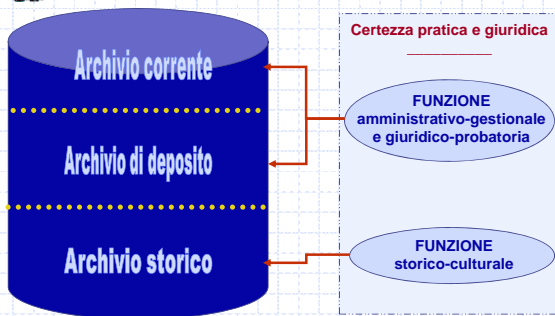 Archivio corrente
Archivio di deposito
Archivio storico
Certezza pratica e giuridica
FUNZIONE
amministrativo-gestionale
e giuridico-probatoria
FUNZIONE
storico-culturale